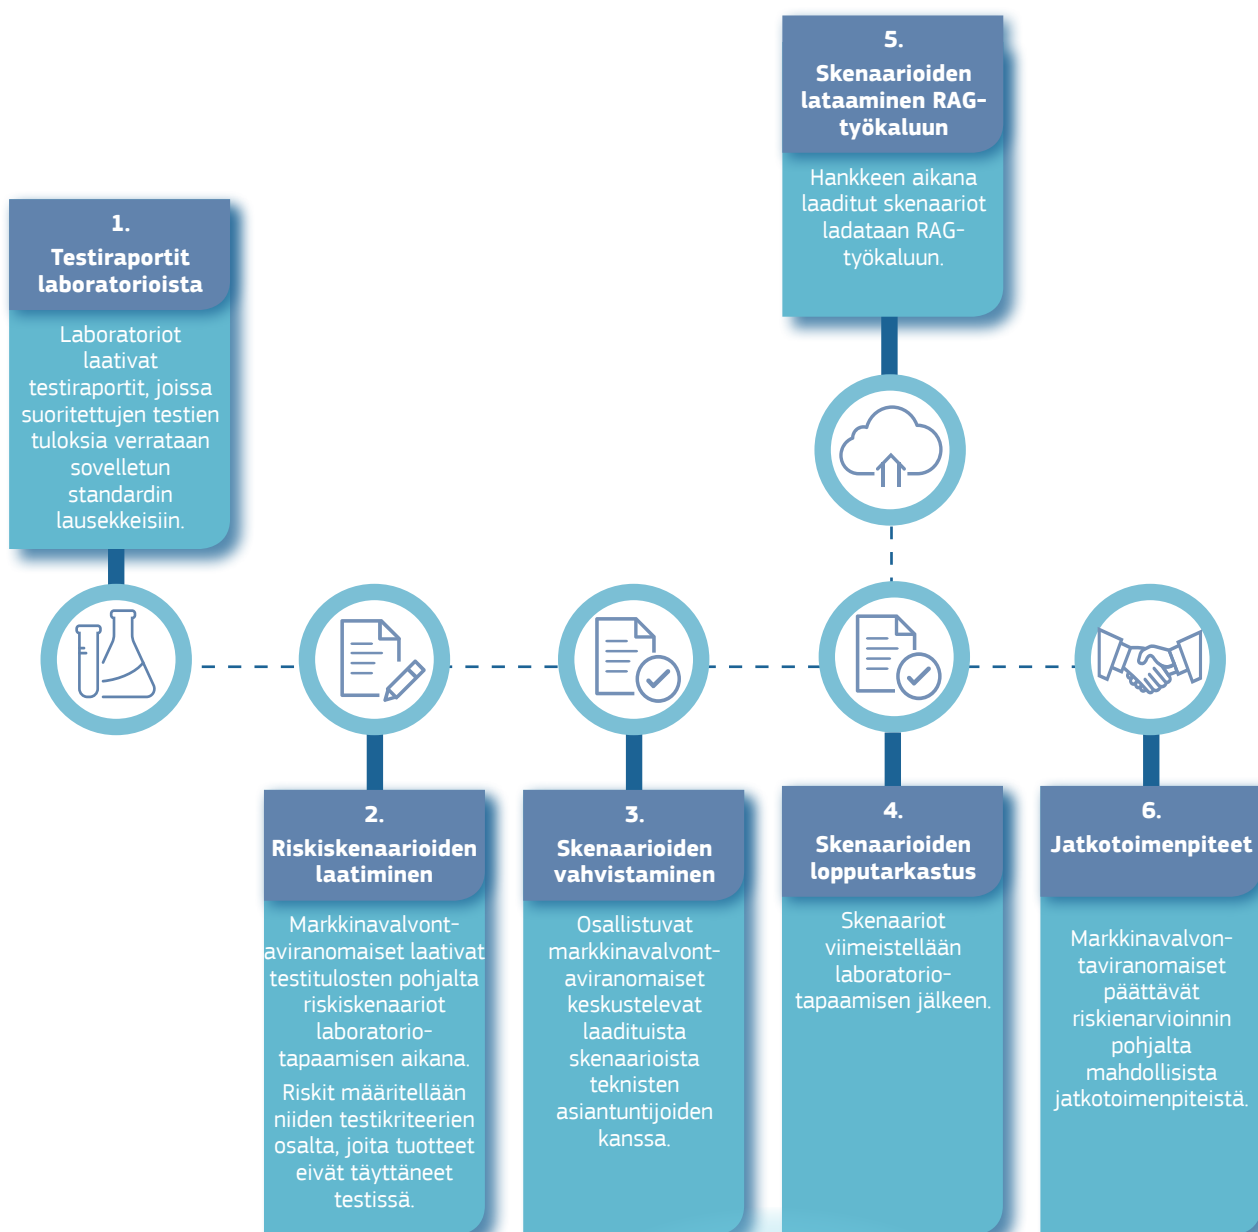 1.
Testiraportit
laboratorioista
Laboratoriot
laativat
testiraportit, joissa
suoritettujen testien
tuloksia verrataan
sovelletun
standardin
lausekkeisiin.
2.
Riskiskenaarioiden
laatiminen
Markkinavalvont-
aviranomaiset laativat
testitulosten pohjalta
riskiskenaariot
laboratorio-
tapaamisen aikana.
Riskit määritellään
niiden testikriteerien
osalta, joita tuotteet
eivät täyttäneet
testissä.
3.
Skenaarioiden
vahvistaminen
Osallistuvat
markkinavalvont-
aviranomaiset
keskustelevat
laadituista
skenaarioista
teknisten
asiantuntijoiden
kanssa.
4.
Skenaarioiden
lopputarkastus
Skenaariot
viimeistellään
laboratorio-
tapaamisen jälkeen.
5.
Skenaarioiden
lataaminen RAG-
työkaluun
Hankkeen aikana
laaditut skenaariot
ladataan RAG-
työkaluun.
6.
Jatkotoimenpiteet
Markkinavalvon-
taviranomaiset
päättävät
riskienarvioinnin
pohjalta
mahdollisista
jatkotoimenpiteistä.